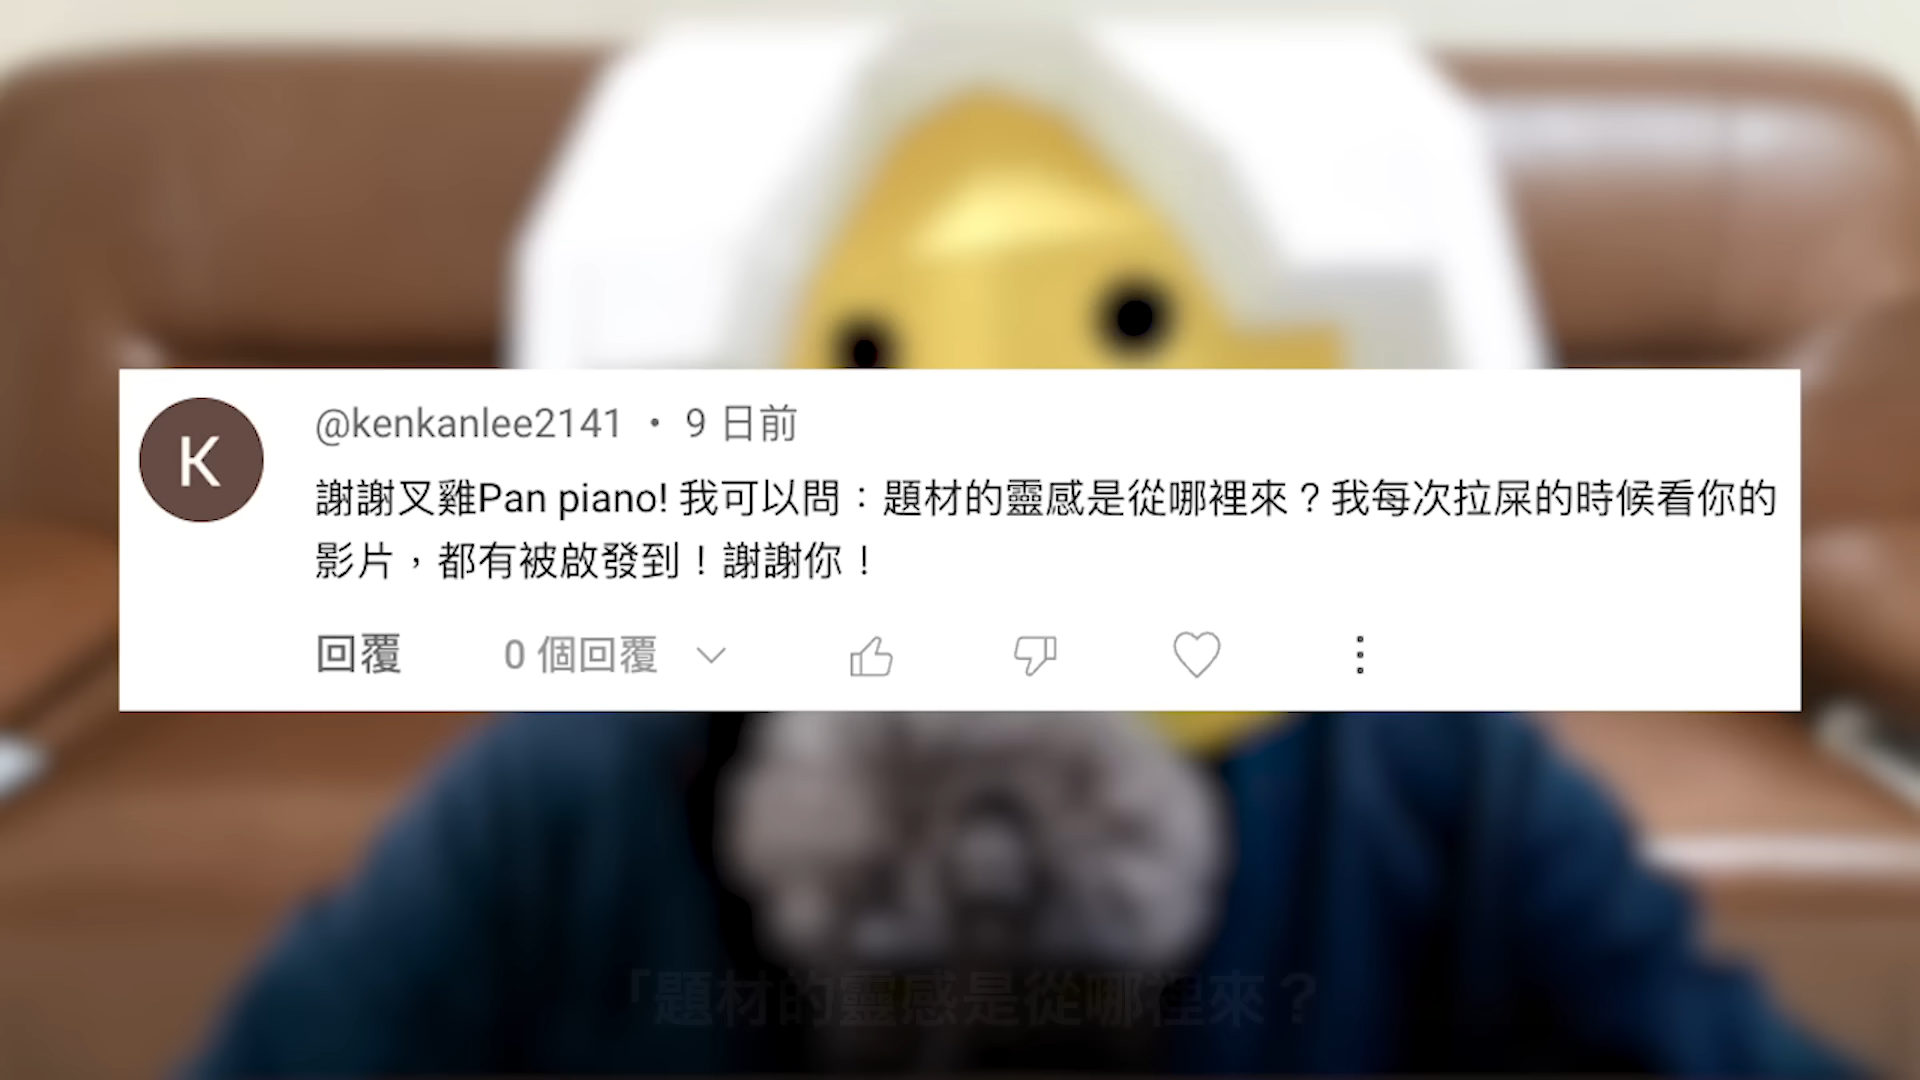 K
@kenkanlee2141 • 9 日前
謝謝叉雞Pan piano! 我可以問：題材的靈感是從哪裡來？我每次拉屎的時候看你的
影片，都有被啟發到！謝謝你！
回覆 0 個回覆
「題材的靈感是從哪裡來？